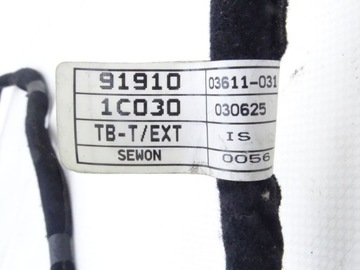 91910 03611-031
1C030 030625
TB-T/EXT IS
SEWON 0056